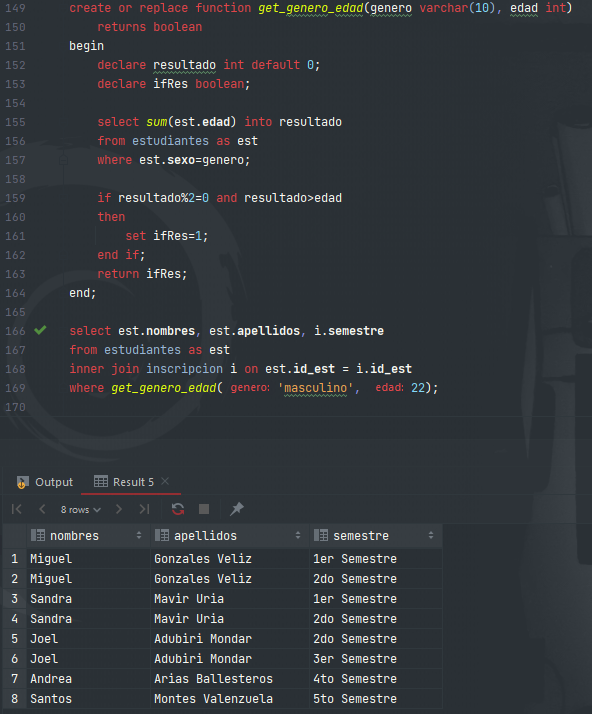 149 create or replace function get_genero_edad(genero varchar(10), edad int)
150 returns boolean
151 begin
152 declare resultado int default 0;
153 declare ifRes boolean;
154
155 select sum(est.edad) into resultado
156 from estudiantes as est
157 where est.sexo=genero;
158
159 if resultado%2=0 and resultado>edad
160 then
161 set ifRes=1;
162 end if;
163 return ifRes;
164 end;
165
166 select est.nombres, est.apellidos, i.semestre
167 from estudiantes as est
168 inner join inscripcion i on est.id_est = i.id_est
169 where get_genero_edad( genero: 'masculino', edad: 22);
170
Output Result 5
8 rows
nombres apellidos semestre
1 Miguel Gonzales Veliz 1er Semestre
2 Miguel Gonzales Veliz 2do Semestre
3 Sandra Mavir Uria 1er Semestre
4 Sandra Mavir Uria 2do Semestre
5 Joel Adubiri Mondar 2do Semestre
6 Joel Adubiri Mondar 3er Semestre
7 Andrea Arias Ballesteros 4to Semestre
8 Santos Montes Valenzuela 5to Semestre